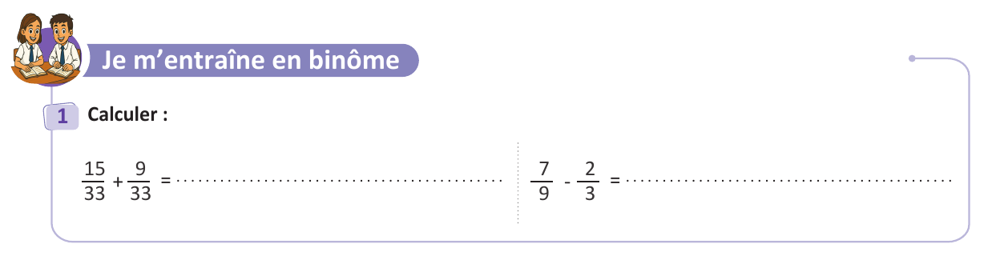 Je m'entraîne en binôme
1 Calculer :
15/33 + 9/33 = ............................................
7/9 - 2/3 = ............................................